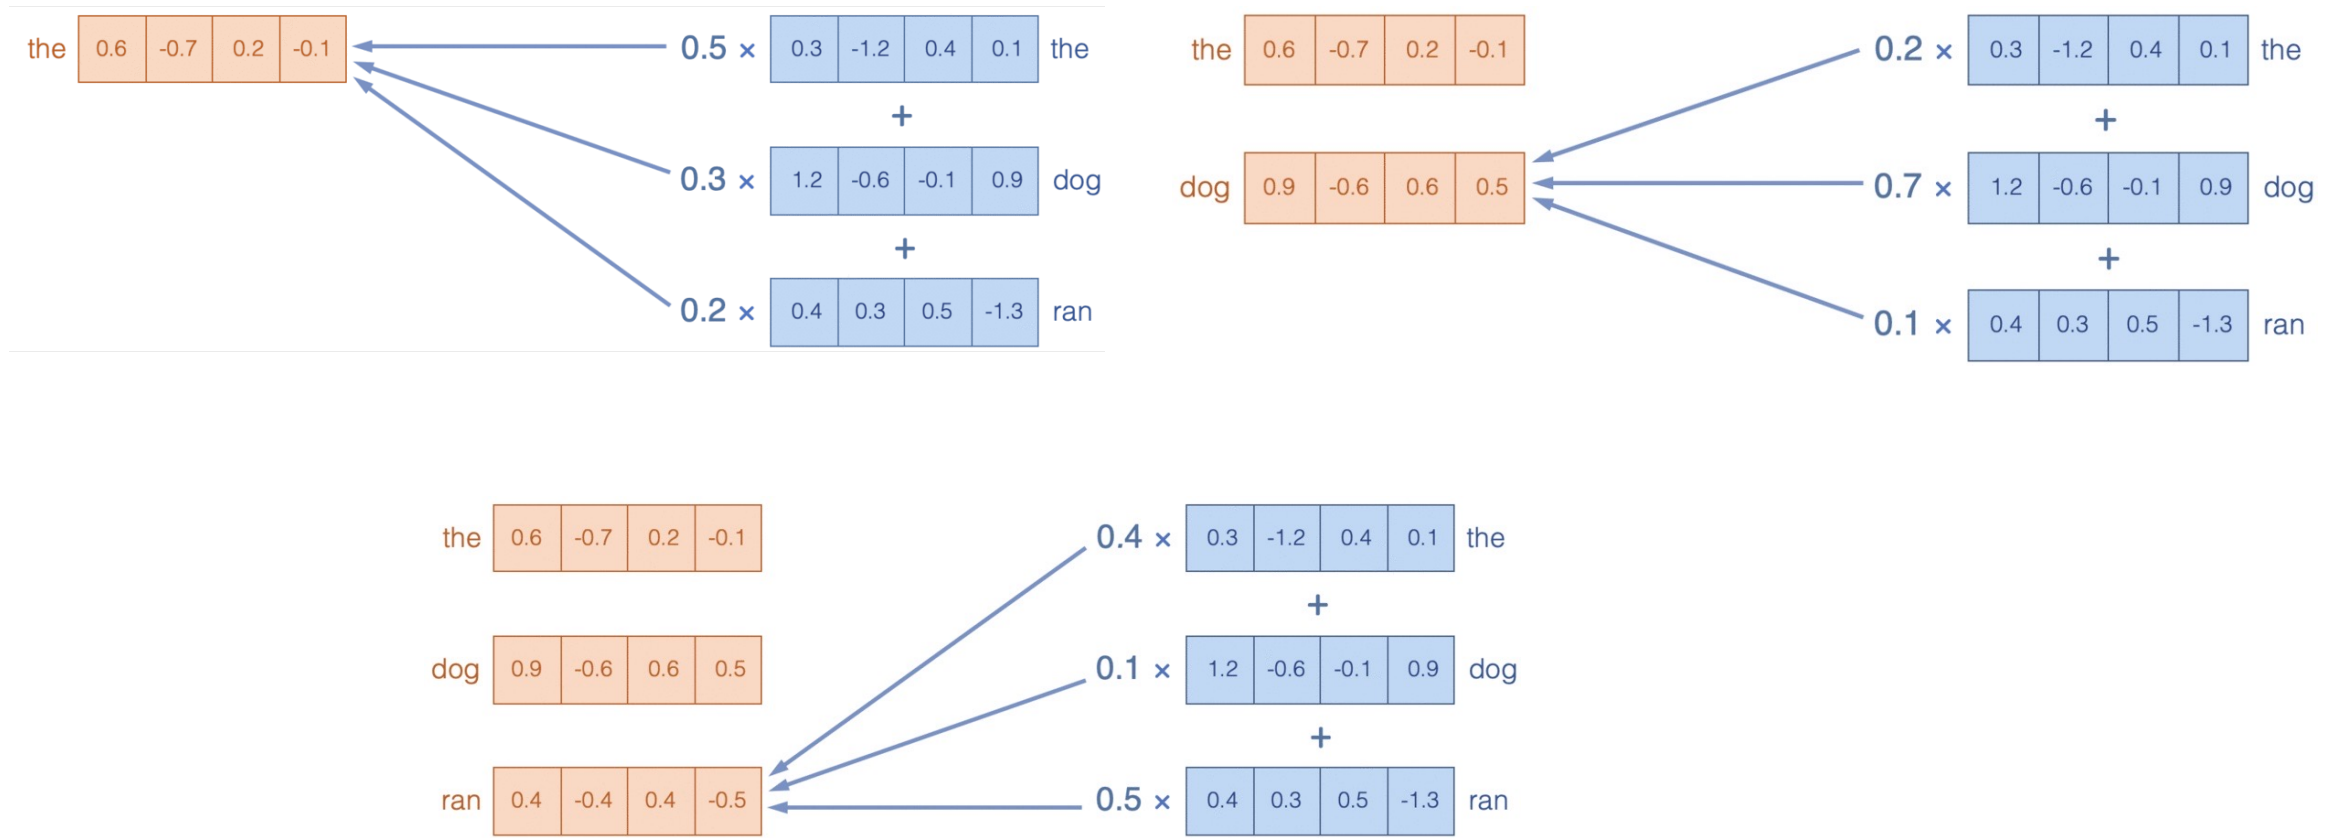 the 0.6 -0.7 0.2 -0.1 0.5 × 0.3 -1.2 0.4 0.1 the
+
0.3 × 1.2 -0.6 -0.1 0.9 dog
+
0.2 × 0.4 0.3 0.5 -1.3 ran
the 0.6 -0.7 0.2 -0.1 0.2 × 0.3 -1.2 0.4 0.1 the
+
dog 0.9 -0.6 0.6 0.5 0.7 × 1.2 -0.6 -0.1 0.9 dog
+
0.1 × 0.4 0.3 0.5 -1.3 ran
the 0.6 -0.7 0.2 -0.1 0.4 × 0.3 -1.2 0.4 0.1 the
+
dog 0.9 -0.6 0.6 0.5 0.1 × 1.2 -0.6 -0.1 0.9 dog
+
ran 0.4 -0.4 0.4 -0.5 0.5 × 0.4 0.3 0.5 -1.3 ran